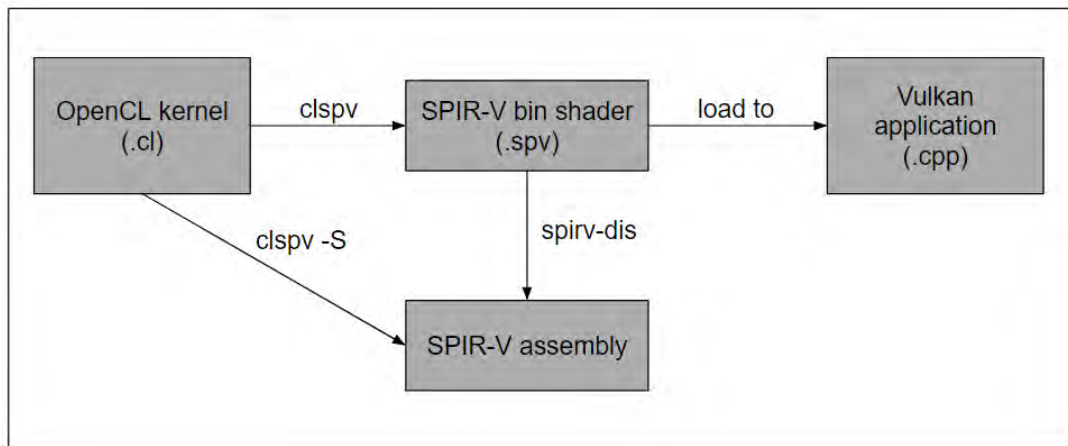 OpenCL kernel
(.cl)
clspv
SPIR-V bin shader
(.spv)
load to
Vulkan
application
(.cpp)
clspv -S
spirv-dis
SPIR-V assembly